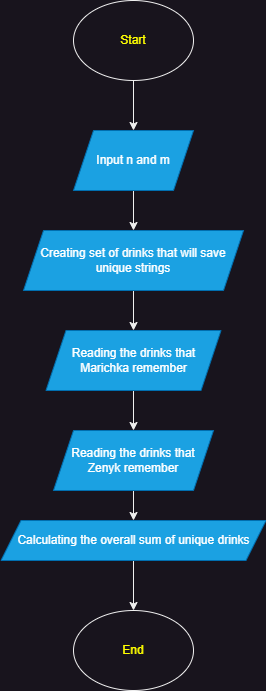 Start
Input n and m
Creating set of drinks that will save
unique strings
Reading the drinks that
Marichka remember
Reading the drinks that
Zenyk remember
Calculating the overall sum of unique drinks
End